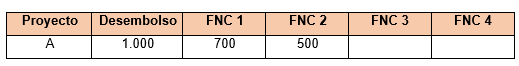 Proyecto Desembolso FNC 1 FNC 2 FNC 3 FNC 4
A 1.000 700 500